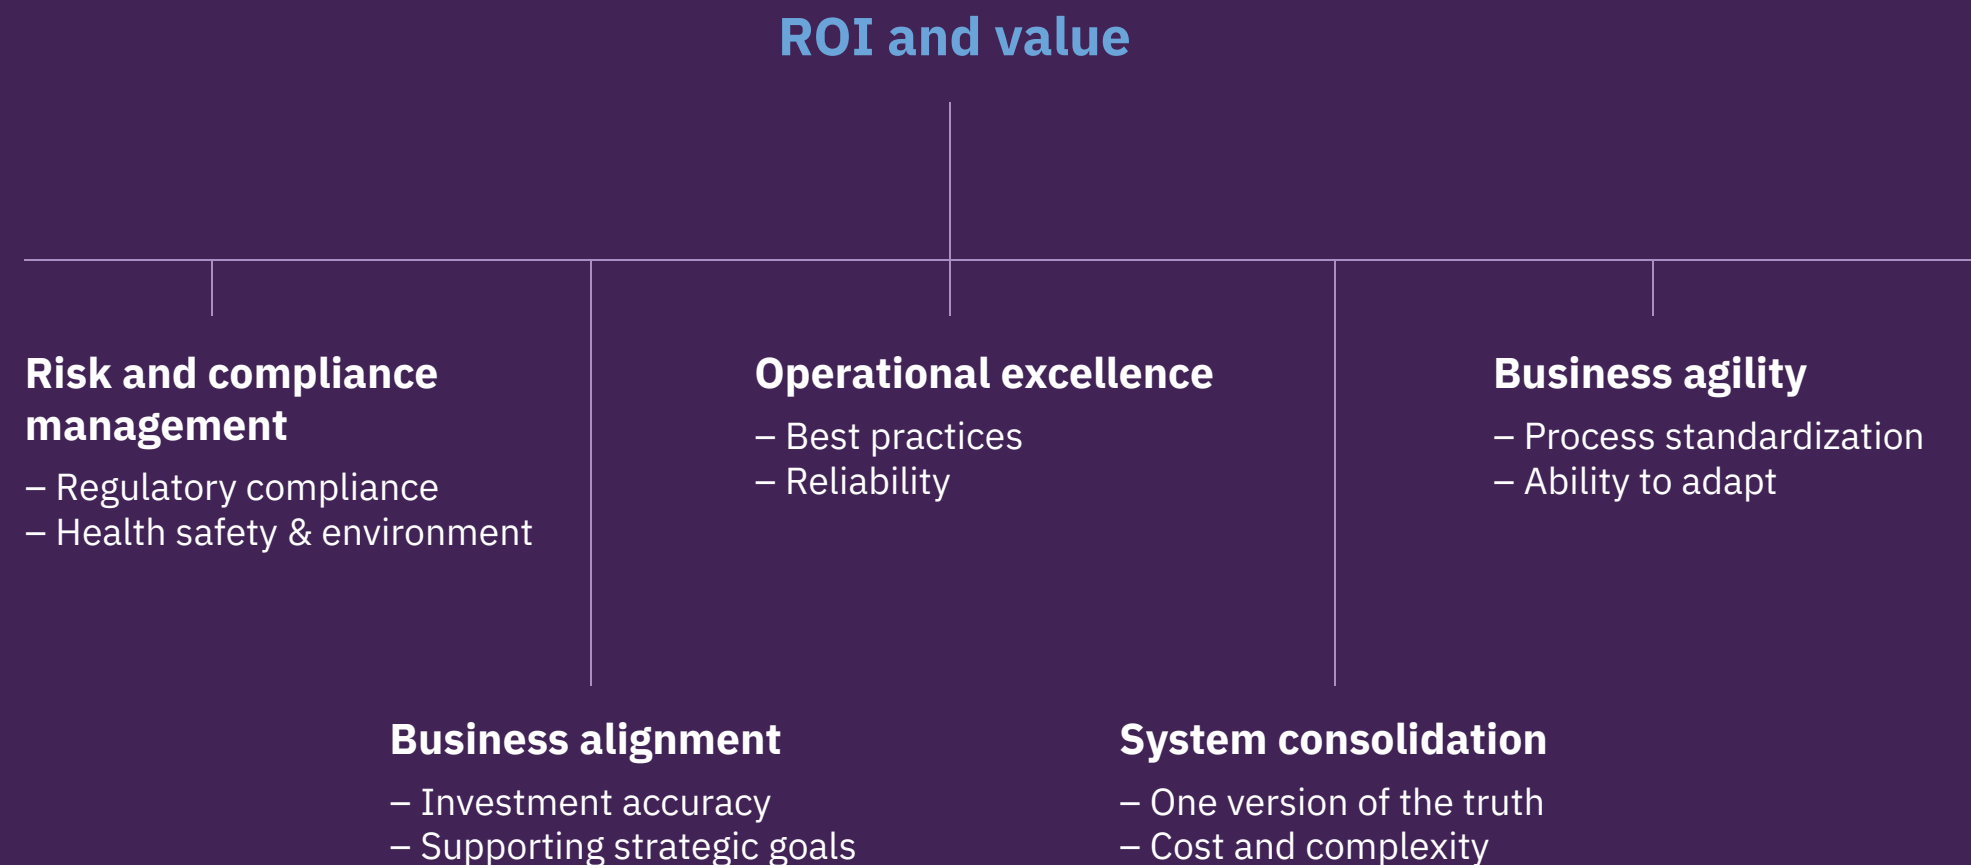 ROI and value
Risk and compliance
management
– Regulatory compliance
– Health safety & environment
Operational excellence
– Best practices
– Reliability
Business agility
– Process standardization
– Ability to adapt
Business alignment
– Investment accuracy
– Supporting strategic goals
System consolidation
– One version of the truth
– Cost and complexity